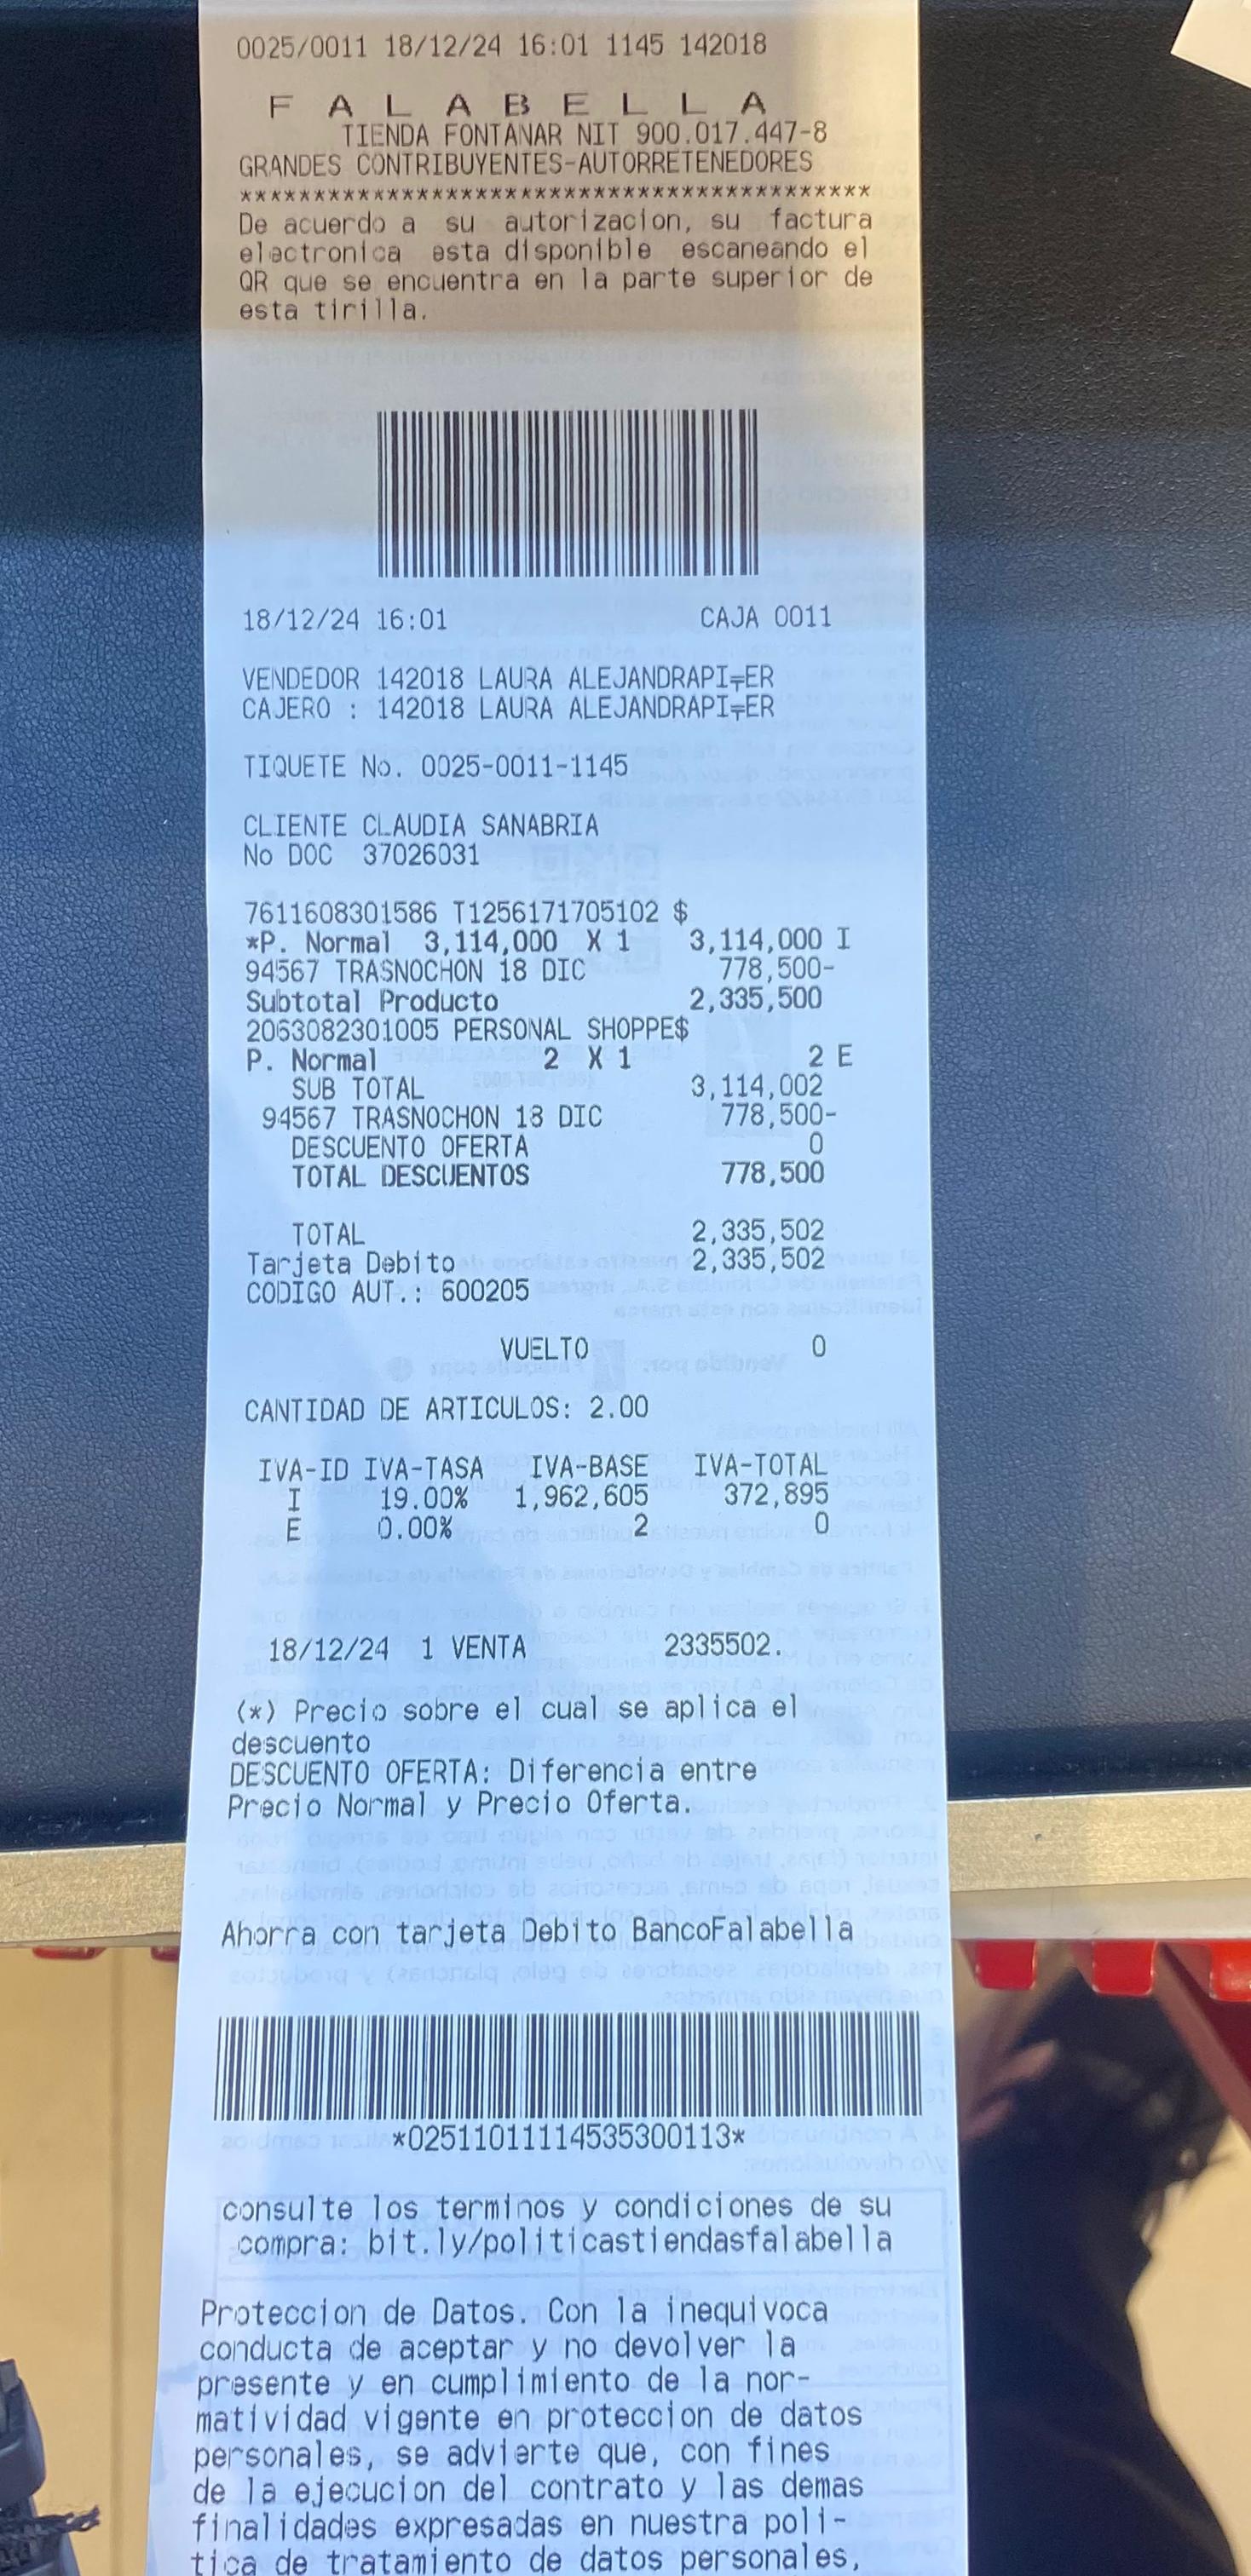 0025/0011 18/12/24 16:01 1145 142018
F A L A B E L L A
TIENDA FONTANAR NIT 900.017.447-8
GRANDES CONTRIBUYENTES-AUTORRETENEDORES
*******************************************
De acuerdo a su autorizacion, su factura
electronica esta disponible escaneando el
QR que se encuentra en la parte superior de
esta tirilla.
18/12/24 16:01 CAJA 0011
VENDEDOR 142018 LAURA ALEJANDRAPI╤ER
CAJERO : 142018 LAURA ALEJANDRAPI╤ER
TIQUETE No. 0025-0011-1145
CLIENTE CLAUDIA SANABRIA
No DOC 37026031
7611608301586 T1256171705102 $
*P. Normal 3,114,000 X 1 3,114,000 I
94567 TRASNOCHON 18 DIC 778,500-
Subtotal Producto 2,335,500
2063082301005 PERSONAL SHOPPE$
P. Normal 2 X 1 2 E
SUB TOTAL 3,114,002
94567 TRASNOCHON 18 DIC 778,500-
DESCUENTO OFERTA 0
TOTAL DESCUENTOS 778,500
TOTAL 2,335,502
Tarjeta Debito 2,335,502
CODIGO AUT.: 600205
VUELTO 0
CANTIDAD DE ARTICULOS: 2.00
IVA-ID IVA-TASA IVA-BASE IVA-TOTAL
I 19.00% 1,962,605 372,895
E 0.00% 2 0
18/12/24 1 VENTA 2335502.
(*) Precio sobre el cual se aplica el
descuento
DESCUENTO OFERTA: Diferencia entre
Precio Normal y Precio Oferta.
Ahorra con tarjeta Debito BancoFalabella
*02511011114535300113*
consulte los terminos y condiciones de su
compra: bit.ly/politicastiendasfalabella
Proteccion de Datos. Con la inequivoca
conducta de aceptar y no devolver la
presente y en cumplimiento de la nor-
matividad vigente en proteccion de datos
personales, se advierte que, con fines
de la ejecucion del contrato y las demas
finalidades expresadas en nuestra poli-
tica de tratamiento de datos personales,